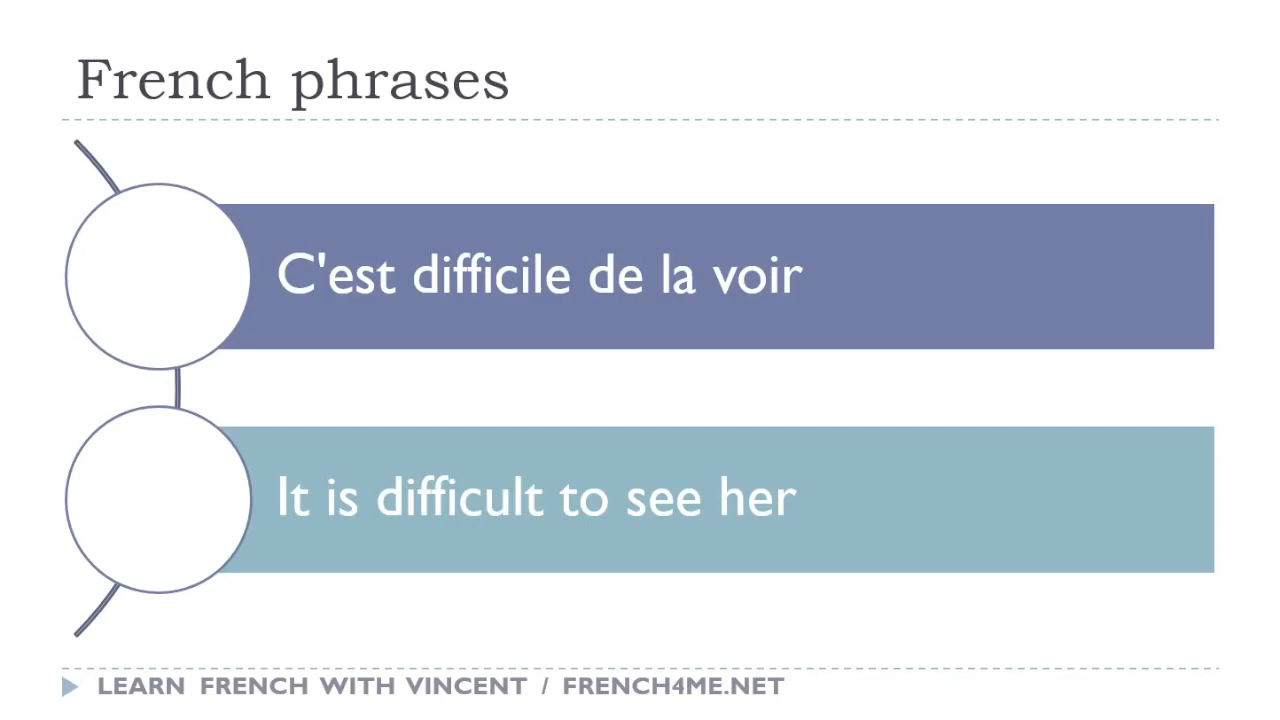 French phrases
C'est difficile de la voir
It is difficult to see her
LEARN FRENCH WITH VINCENT / FRENCH4ME.NET